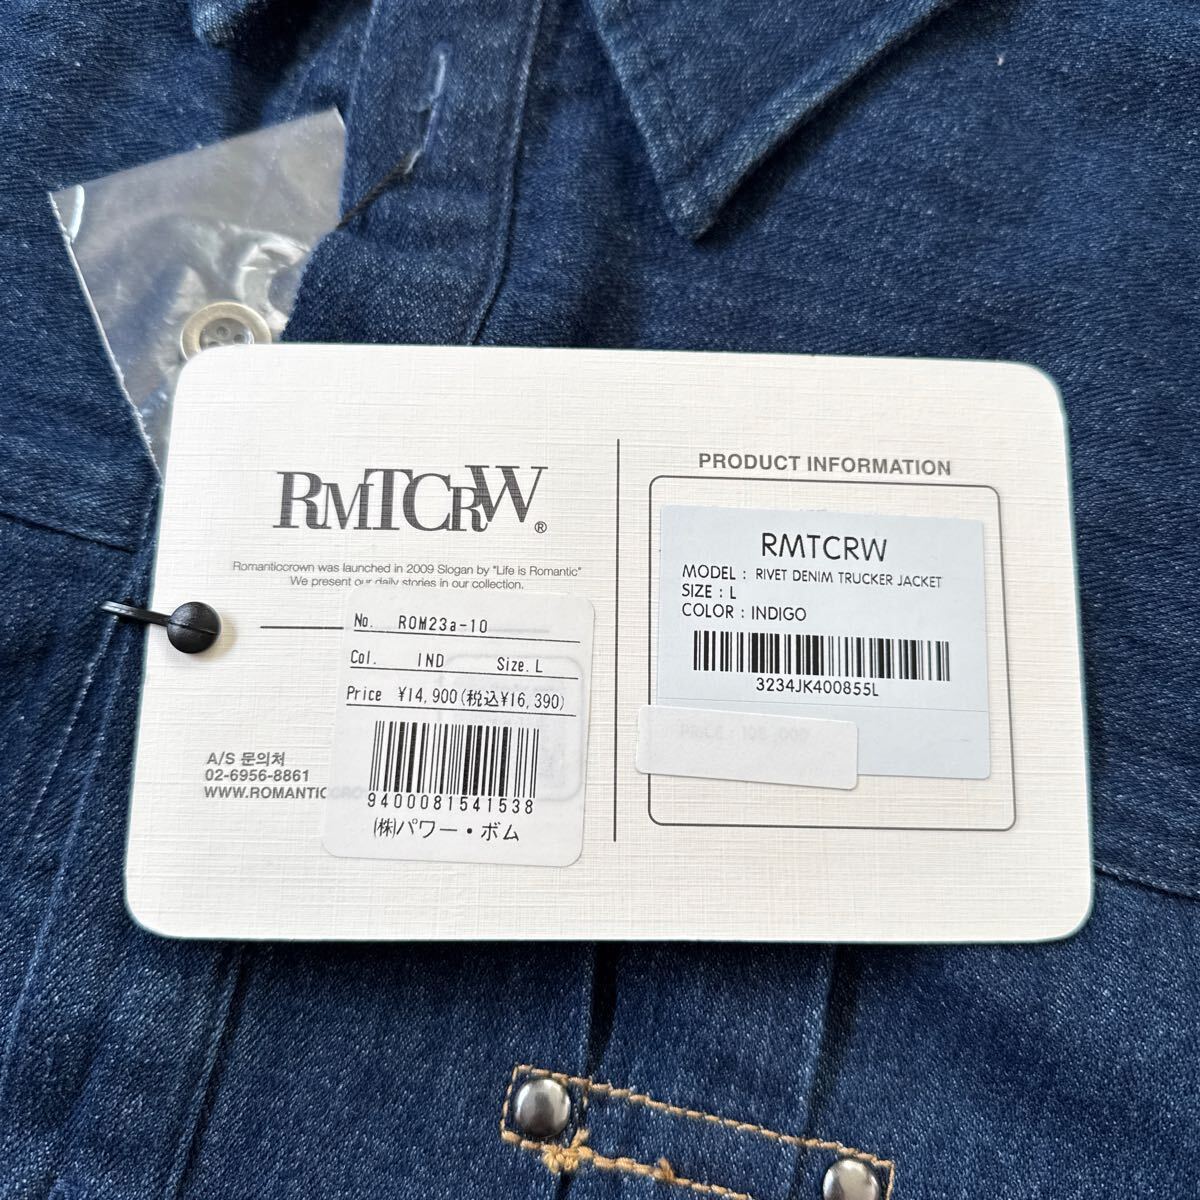 RMTCRW®
Romanticcrown was launched in 2009 Slogan by "Life is Romantic"
We present our daily stories in our collection.
No. ROM23a-10
Col. IND Size. L
Price ¥14,900(税込¥16,390)
9400081541538
(株)パワー・ボム
A/S 문의처
02-6956-8861
WWW.ROMANTIC
PRODUCT INFORMATION
RMTCRW
MODEL : RIVET DENIM TRUCKER JACKET
SIZE : L
COLOR : INDIGO
3234JK400855L